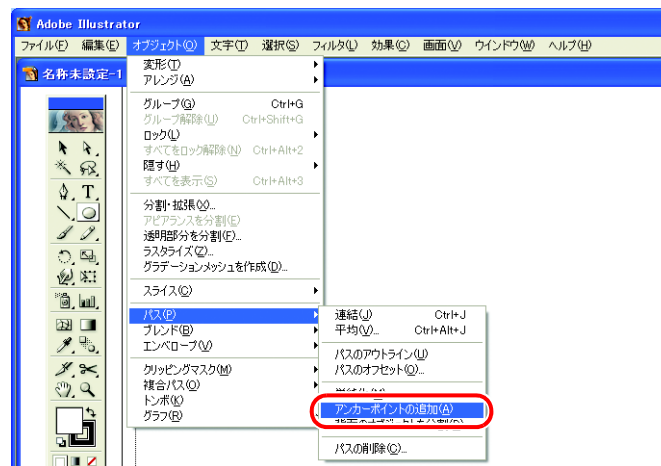 Adobe Illustrator
ファイル(F) 編集(E) オブジェクト(O) 文字(T) 選択(S) フィルタ(L) 効果(C) 画面(V) ウインドウ(W) ヘルプ(H)
名称未設定-1
変形(T)
アレンジ(A)
グループ(G) Ctrl+G
グループ解除(U) Ctrl+Shift+G
ロック(L)
すべてをロック解除(N) Ctrl+Alt+2
隠す(H)
すべてを表示(S) Ctrl+Alt+3
分割・拡張(X)...
アピアランスを分割(E)
透明部分を分割(F)...
ラスタライズ(Z)...
グラデーションメッシュを作成(D)...
スライス(C)
パス(P)
ブレンド(B)
エンベロープ(V)
クリッピングマスク(M)
複合パス(O)
トンボ(K)
グラフ(R)
連結(J) Ctrl+J
平均(V)... Ctrl+Alt+J
パスのアウトライン(U)
パスのオフセット(O)...
アンカーポイントの追加(A)
パスの削除(C)...
T